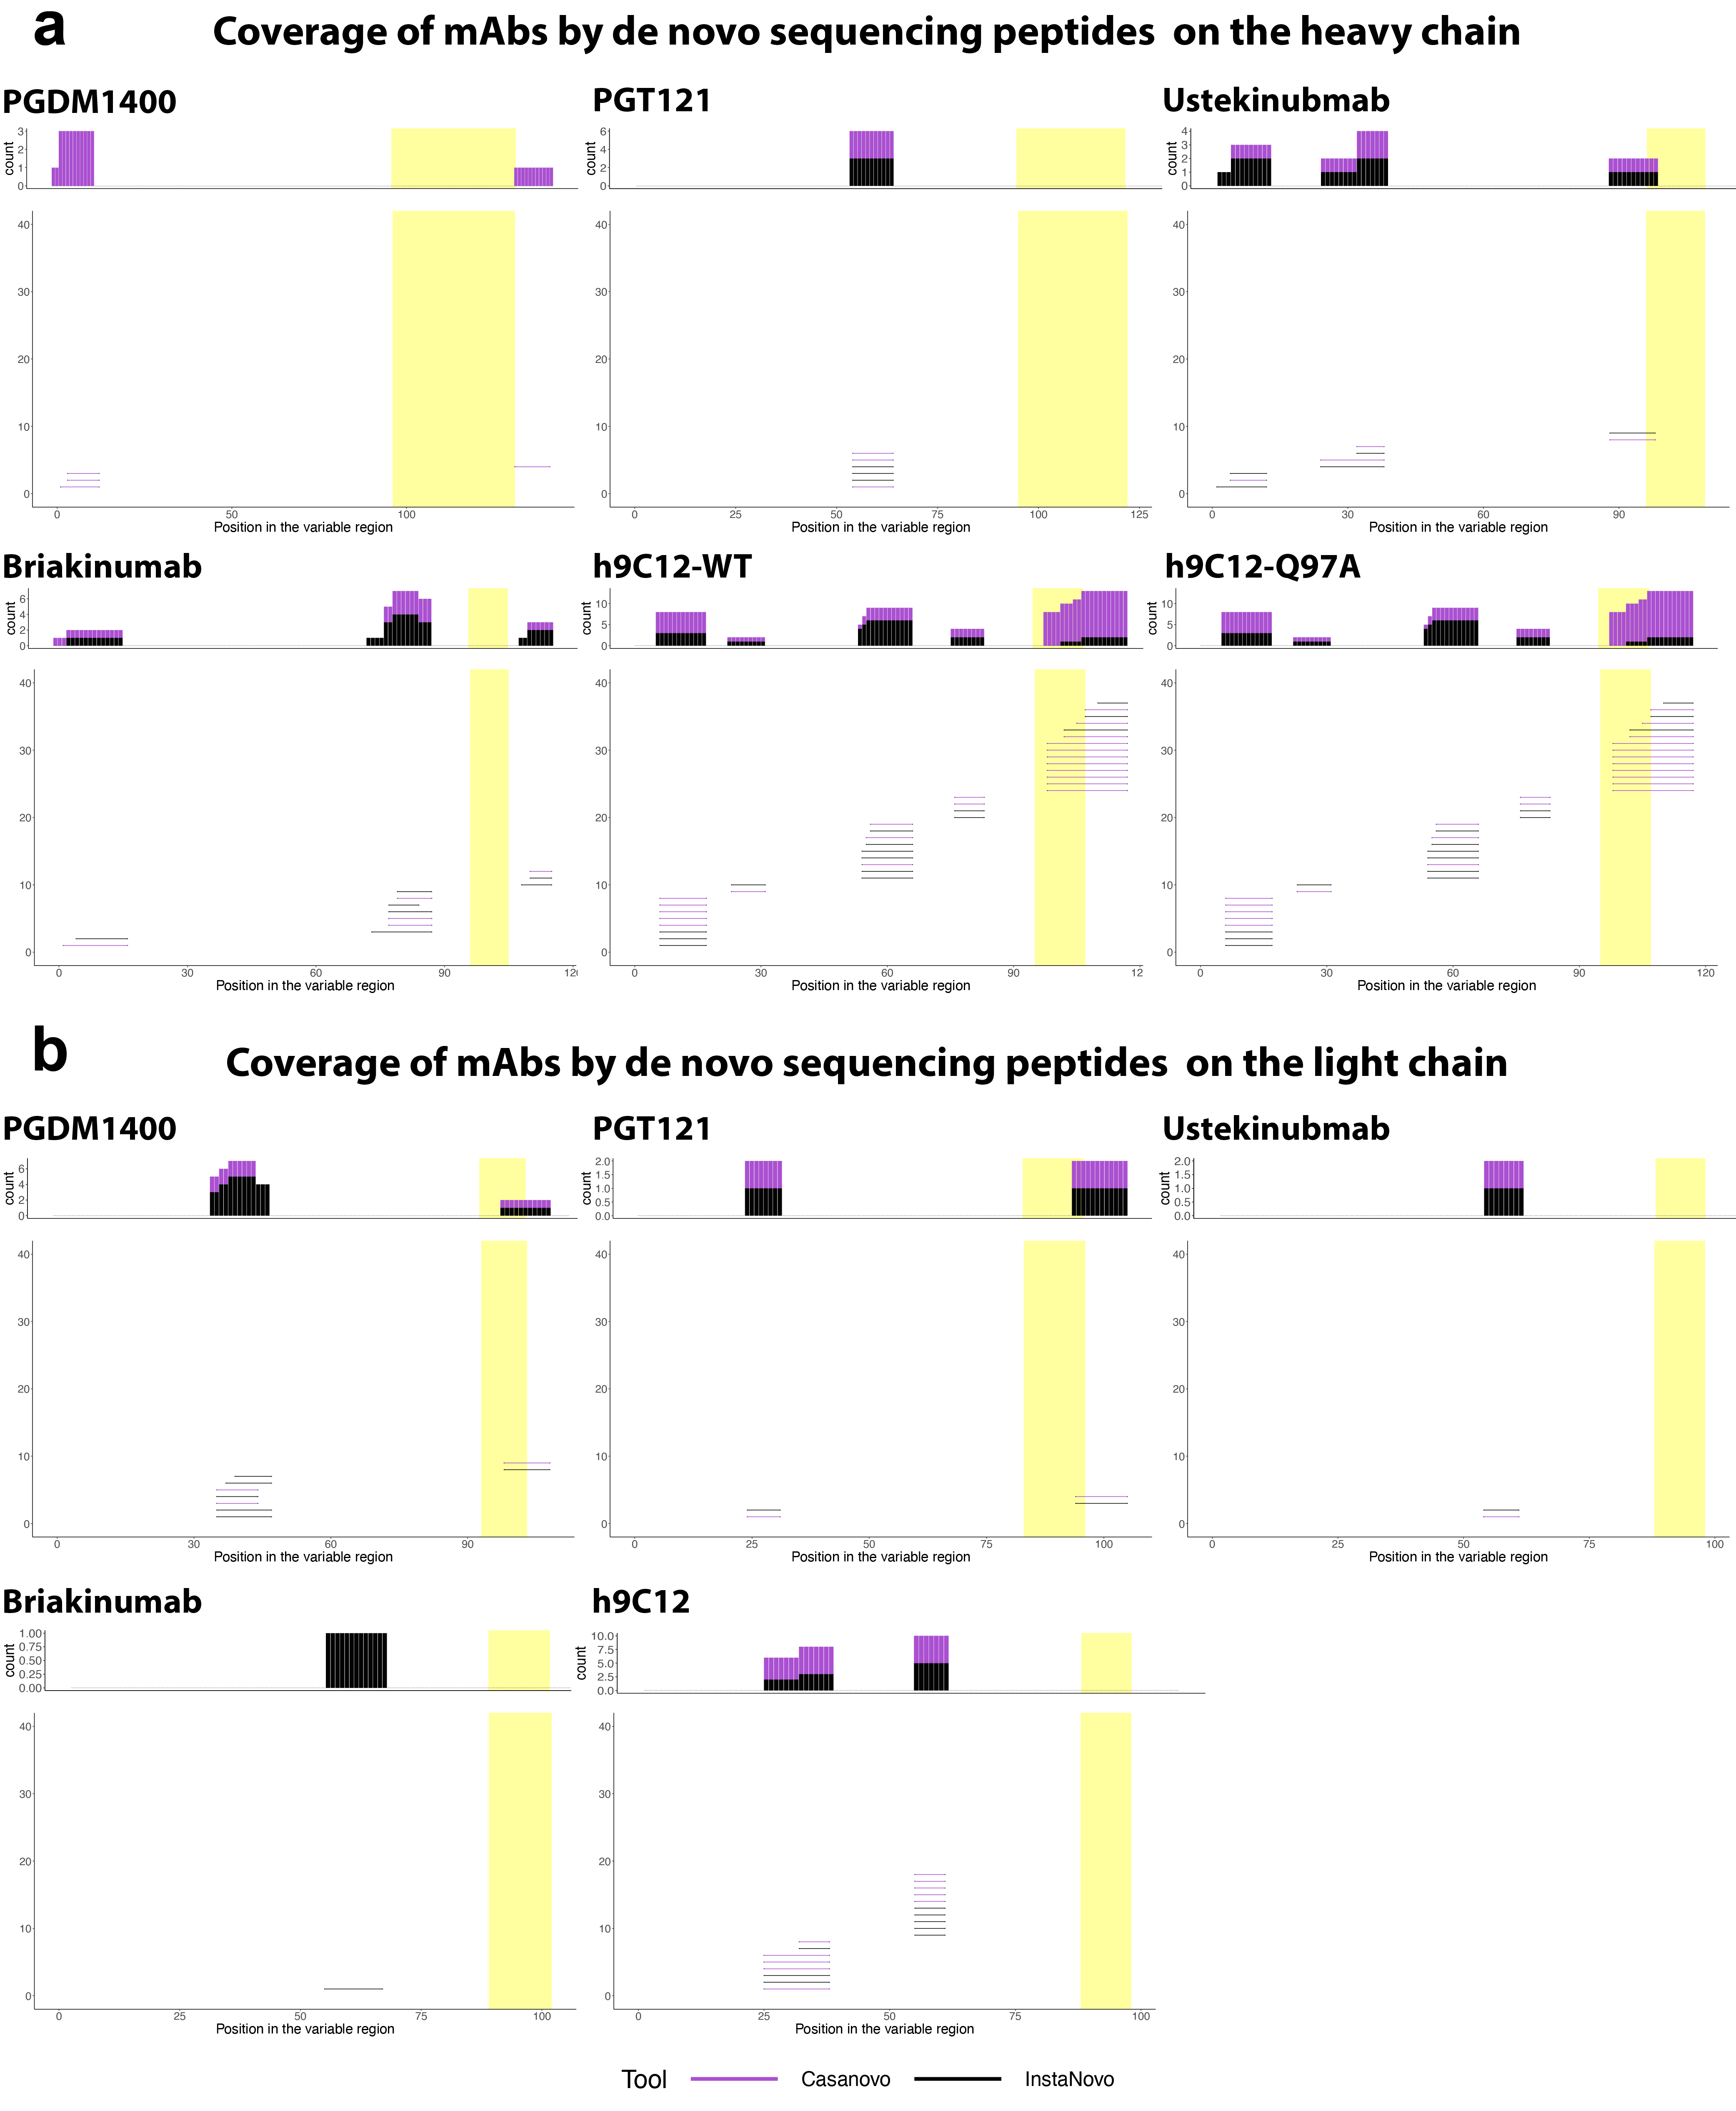 a
Coverage of mAbs by de novo sequencing peptides on the heavy chain
PGDM1400
PGT121
Ustekinubmab
count
3
2
1
0
count
6
4
2
0
count
4
3
2
1
0
40
30
20
10
0
0 50 100
Position in the variable region
40
30
20
10
0
0 25 50 75 100 125
Position in the variable region
40
30
20
10
0
0 30 60 90
Position in the variable region
Briakinumab
h9C12-WT
h9C12-Q97A
count
6
4
2
0
count
10
5
0
count
10
5
0
40
30
20
10
0
0 30 60 90 12
Position in the variable region
40
30
20
10
0
0 30 60 90 12
Position in the variable region
40
30
20
10
0
0 30 60 90 120
Position in the variable region
b
Coverage of mAbs by de novo sequencing peptides on the light chain
PGDM1400
PGT121
Ustekinubmab
count
6
4
2
0
count
2.0
1.5
1.0
0.5
0.0
count
2.0
1.5
1.0
0.5
0.0
40
30
20
10
0
0 30 60 90
Position in the variable region
40
30
20
10
0
0 25 50 75 100
Position in the variable region
40
30
20
10
0
0 25 50 75 100
Position in the variable region
Briakinumab
h9C12
count
1.00
0.75
0.50
0.25
0.00
count
10.0
7.5
5.0
2.5
0.0
40
30
20
10
0
0 25 50 75 100
Position in the variable region
40
30
20
10
0
0 25 50 75 100
Position in the variable region
Tool Casanovo InstaNovo